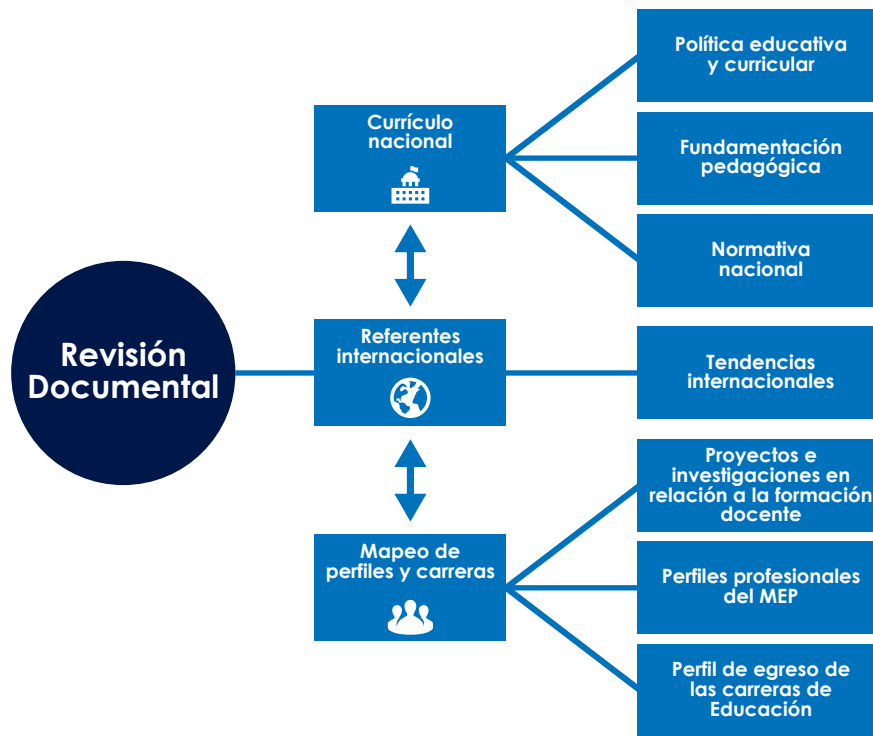 Revisión
Documental
Currículo
nacional
Política educativa
y curricular
Fundamentación
pedagógica
Normativa
nacional
Referentes
internacionales
Tendencias
internacionales
Mapeo de
perfiles y carreras
Proyectos e
investigaciones en
relación a la formación
docente
Perfiles profesionales
del MEP
Perfil de egreso de
las carreras de
Educación